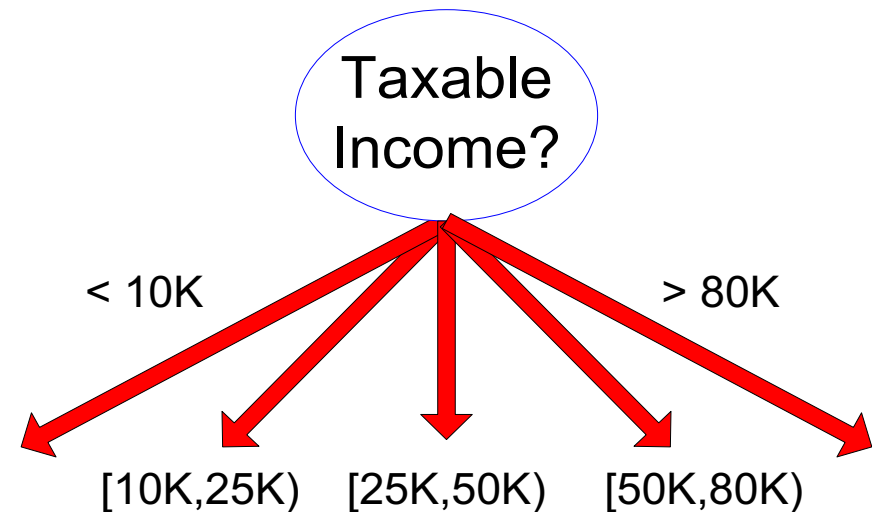 Taxable
Income?
< 10K
> 80K
[10K,25K)
[25K,50K)
[50K,80K)